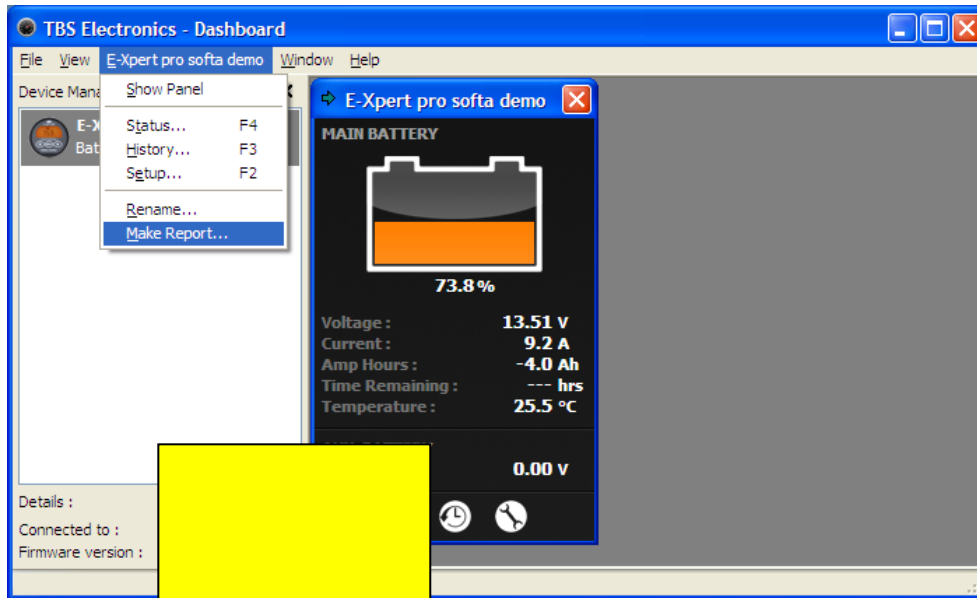 TBS Electronics - Dashboard
File View E-Xpert pro softa demo Window Help
Device Mana
Show Panel
Status... F4
History... F3
Setup... F2
Rename...
Make Report...
E-X
Bat
E-Xpert pro softa demo
MAIN BATTERY
73.8%
Voltage : 13.51 V
Current : 9.2 A
Amp Hours : -4.0 Ah
Time Remaining : --- hrs
Temperature : 25.5 °C
0.00 V
Details :
Connected to :
Firmware version :